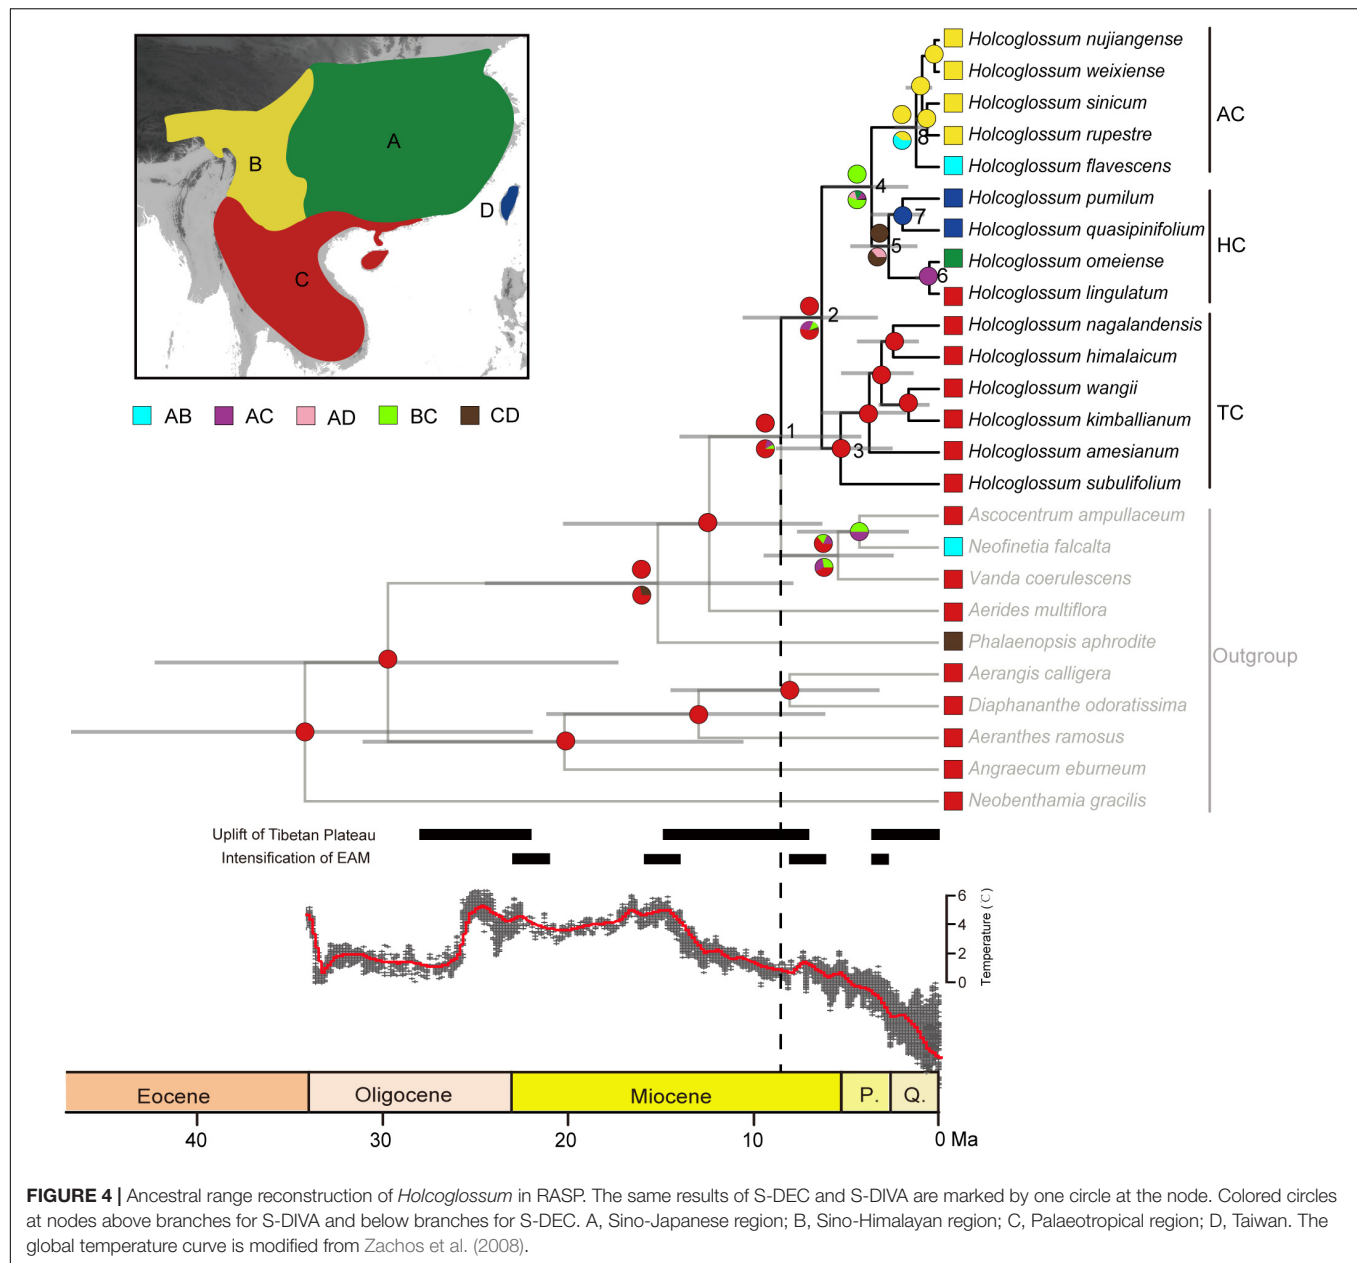 A
B
C
D
AB
AC
AD
BC
CD
Holcoglossum nujiangense
Holcoglossum weixiense
Holcoglossum sinicum
Holcoglossum rupestre
Holcoglossum flavescens
Holcoglossum pumilum
Holcoglossum quasipinifolium
Holcoglossum omeiense
Holcoglossum lingulatum
Holcoglossum nagalandensis
Holcoglossum himalaicum
Holcoglossum wangii
Holcoglossum kimballianum
Holcoglossum amesianum
Holcoglossum subulifolium
Ascocentrum ampullaceum
Neofinetia falcalta
Vanda coerulescens
Aerides multiflora
Phalaenopsis aphrodite
Aerangis calligera
Diaphananthe odoratissima
Aeranthes ramosus
Angraecum eburneum
Neobenthamia gracilis
AC
HC
TC
Outgroup
8
4
7
5
6
2
1
3
Uplift of Tibetan Plateau
Intensification of EAM
6
4
2
0
Temperature (℃)
Eocene
Oligocene
Miocene
P.
Q.
40
30
20
10
0 Ma
FIGURE 4 | Ancestral range reconstruction of Holcoglossum in RASP. The same results of S-DEC and S-DIVA are marked by one circle at the node. Colored circles
at nodes above branches for S-DIVA and below branches for S-DEC. A, Sino-Japanese region; B, Sino-Himalayan region; C, Palaeotropical region; D, Taiwan. The
global temperature curve is modified from Zachos et al. (2008).